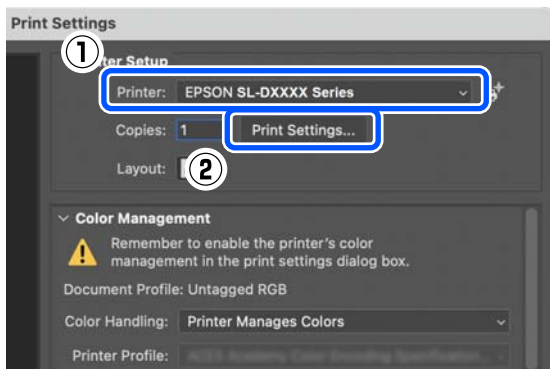 Print Settings
①
ter Setup
Printer: EPSON SL-DXXXX Series
Copies: 1 Print Settings...
②
Layout:
Color Management
Remember to enable the printer's color
management in the print settings dialog box.
Document Profile: Untagged RGB
Color Handling: Printer Manages Colors
Printer Profile: